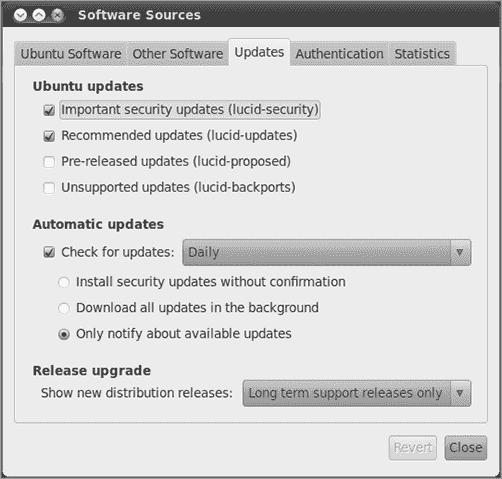 Software Sources
Ubuntu Software Other Software Updates Authentication Statistics
Ubuntu updates
Important security updates (lucid-security)
Recommended updates (lucid-updates)
Pre-released updates (lucid-proposed)
Unsupported updates (lucid-backports)
Automatic updates
Check for updates: Daily
Install security updates without confirmation
Download all updates in the background
Only notify about available updates
Release upgrade
Show new distribution releases: Long term support releases only
Revert Close